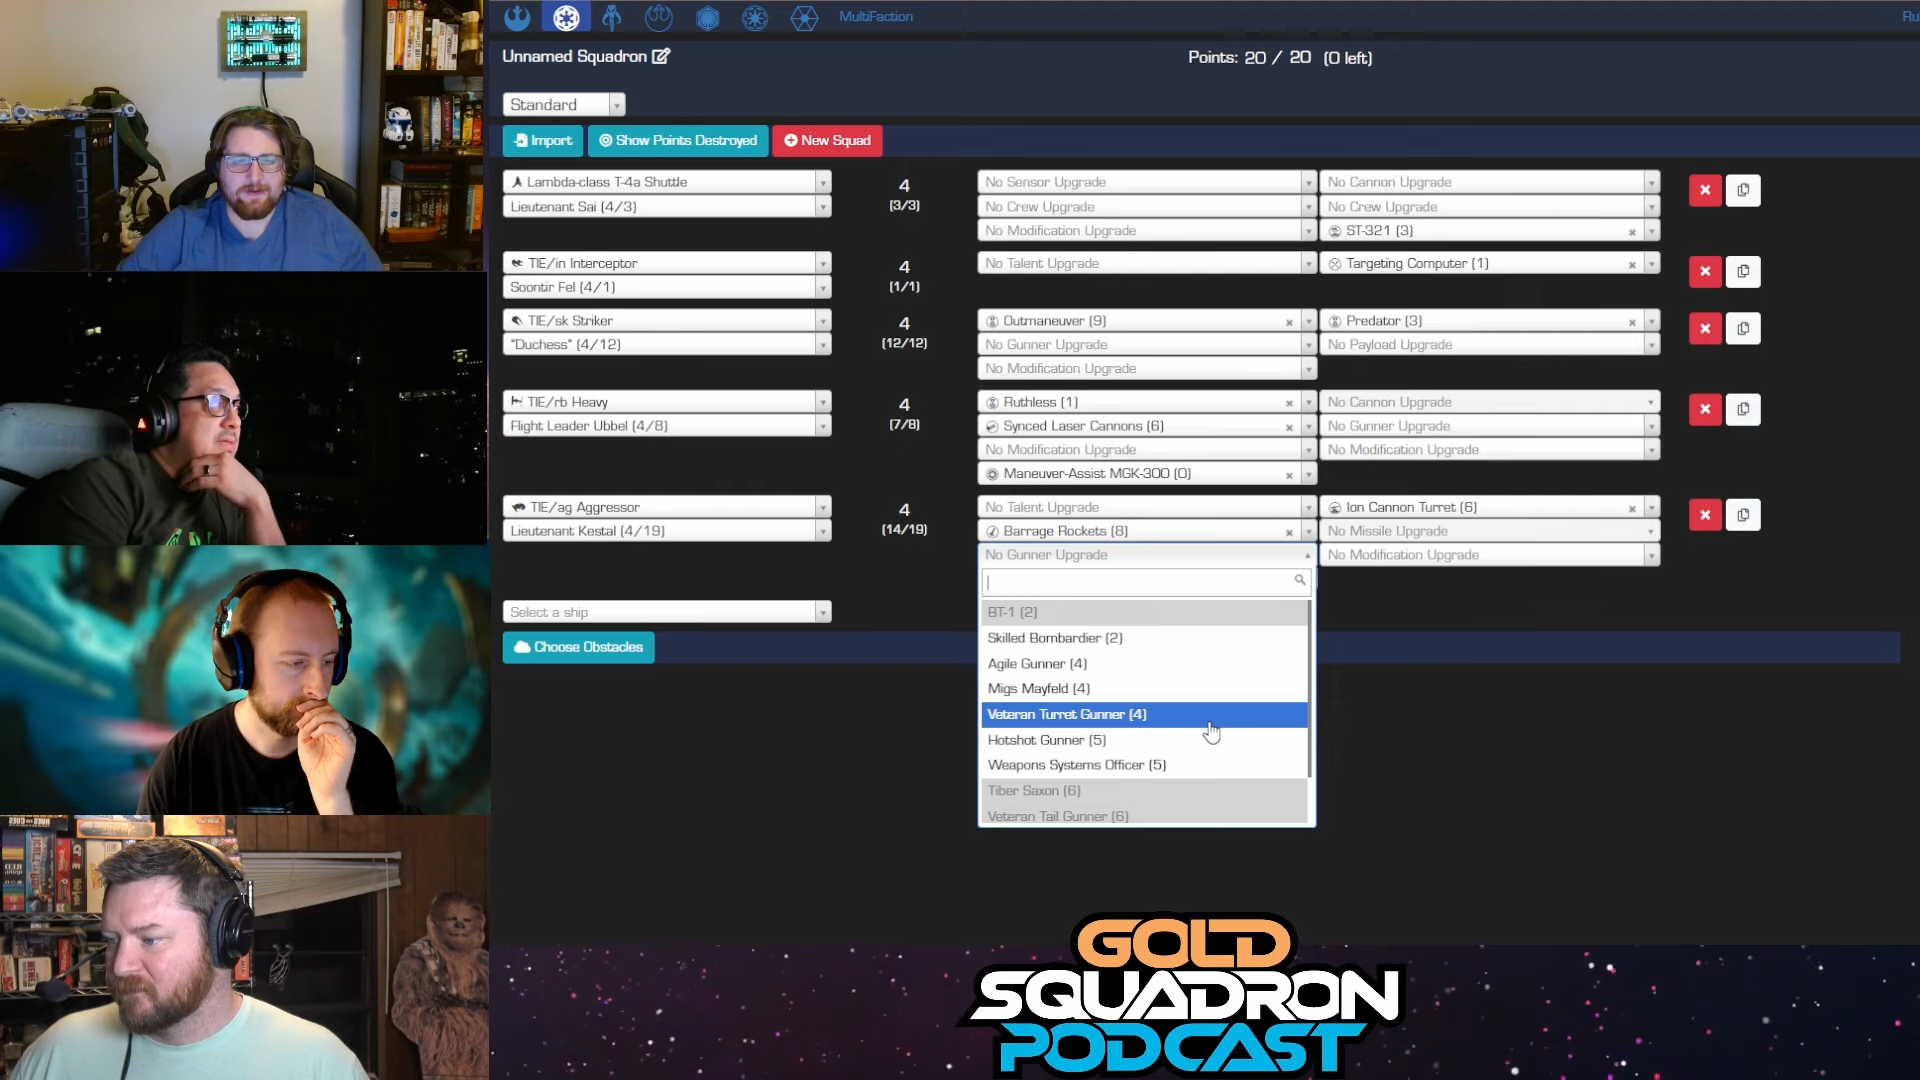 MultiFaction
Ru
Unnamed Squadron
Points: 20 / 20 (0 left)
Standard
Import
Show Points Destroyed
New Squad
Lambda-class T-4a Shuttle
4
No Sensor Upgrade
No Cannon Upgrade
Lieutenant Sai (4/3)
(3/3)
No Crew Upgrade
No Crew Upgrade
No Modification Upgrade
ST-321 (3)
TIE/in Interceptor
4
No Talent Upgrade
Targeting Computer (1)
Soontir Fel (4/1)
(1/1)
TIE/sk Striker
4
Outmaneuver (9)
Predator (3)
"Duchess" (4/12)
(12/12)
No Gunner Upgrade
No Payload Upgrade
No Modification Upgrade
TIE/rb Heavy
4
Ruthless (1)
No Cannon Upgrade
Flight Leader Ubbel (4/8)
(7/8)
Synced Laser Cannons (6)
No Gunner Upgrade
No Modification Upgrade
No Modification Upgrade
Maneuver-Assist MGK-300 (0)
TIE/ag Aggressor
4
No Talent Upgrade
Ion Cannon Turret (6)
Lieutenant Kestal (4/19)
(14/19)
Barrage Rockets (8)
No Missile Upgrade
No Gunner Upgrade
No Modification Upgrade
Select a ship
BT-1 (2)
Skilled Bombardier (2)
Choose Obstacles
Agile Gunner (4)
Migs Mayfeld (4)
Veteran Turret Gunner (4)
Hotshot Gunner (5)
Weapons Systems Officer (5)
Tiber Saxon (6)
Veteran Tail Gunner (6)
GOLD
SQUADRON
PODCAST